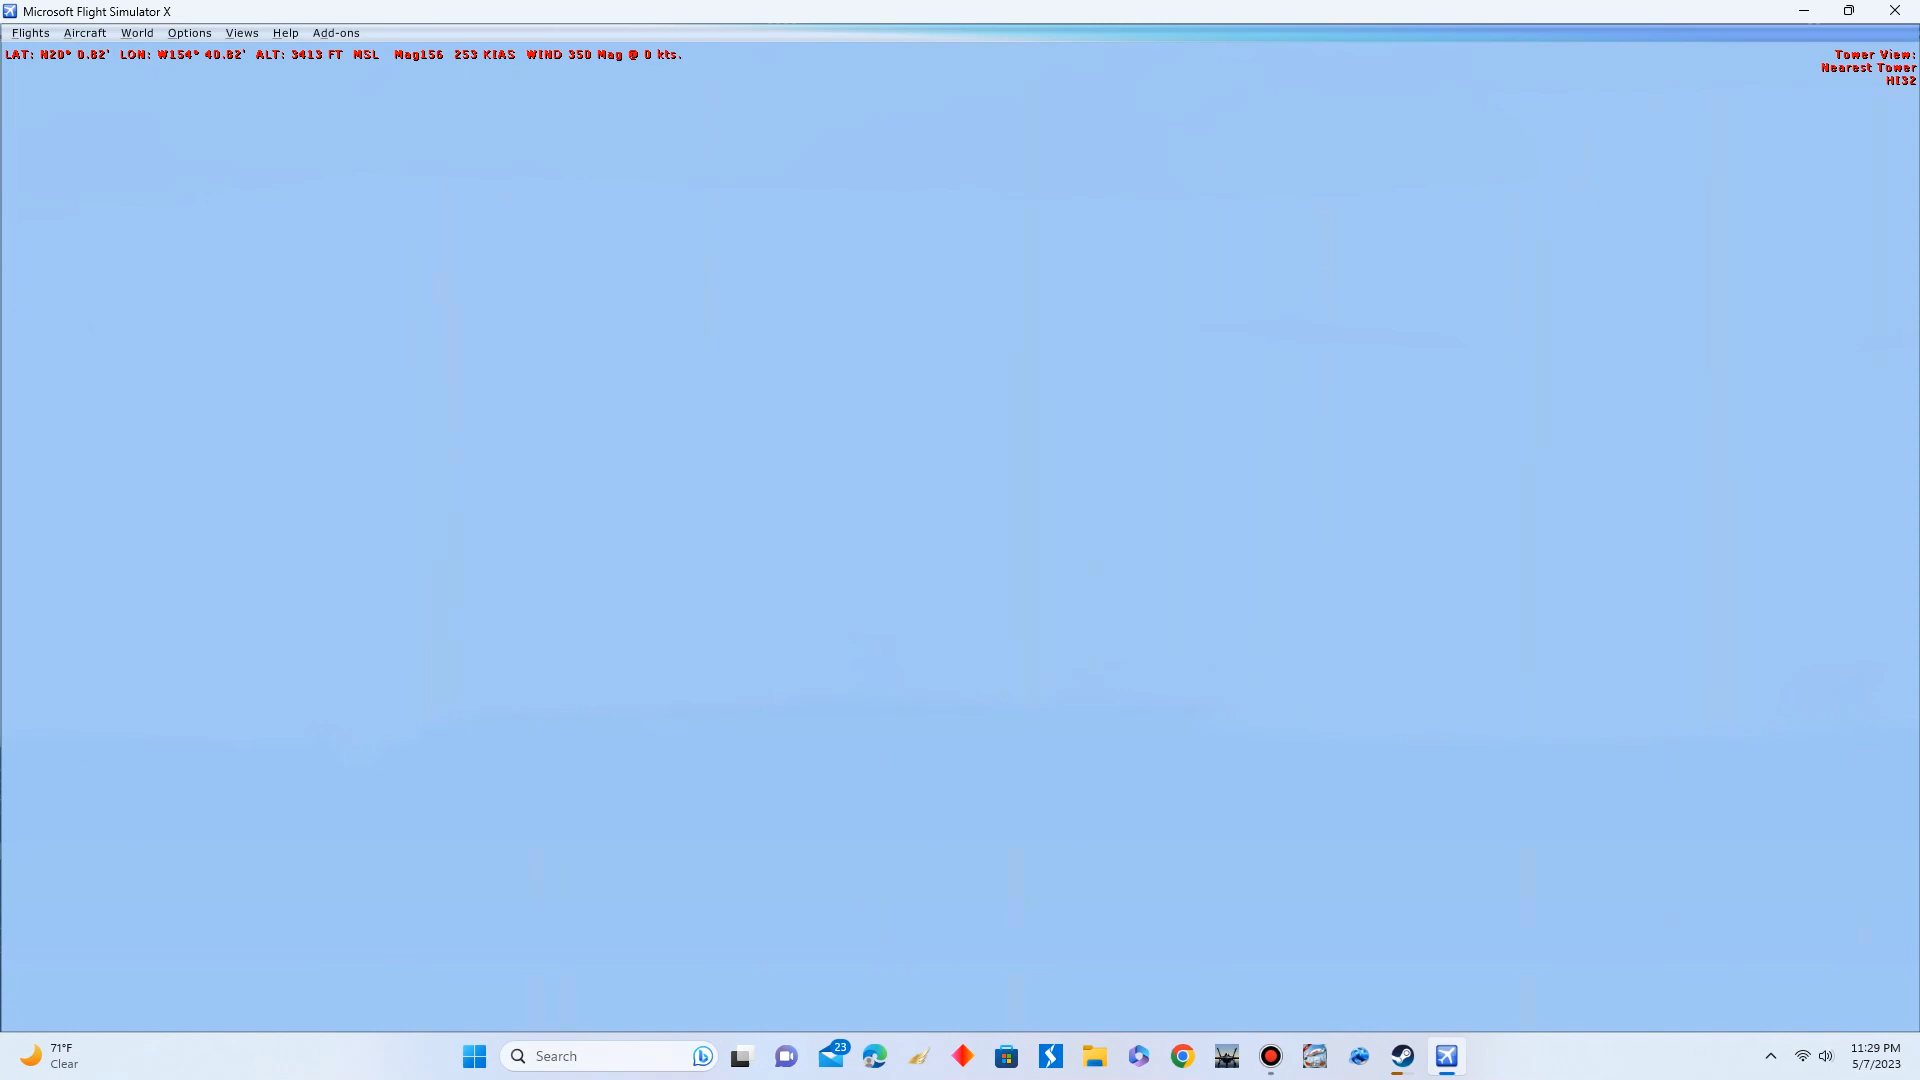 Microsoft Flight Simulator X
Flights Aircraft World Options Views Help Add-ons
LAT: N20° 0.82' LON: W154° 40.82' ALT: 3413 FT MSL Mag156 253 KIAS WIND 350 Mag @ 0 kts.
Tower View:
Nearest Tower
HI32
71°F
Clear
Search
23
11:29 PM
5/7/2023